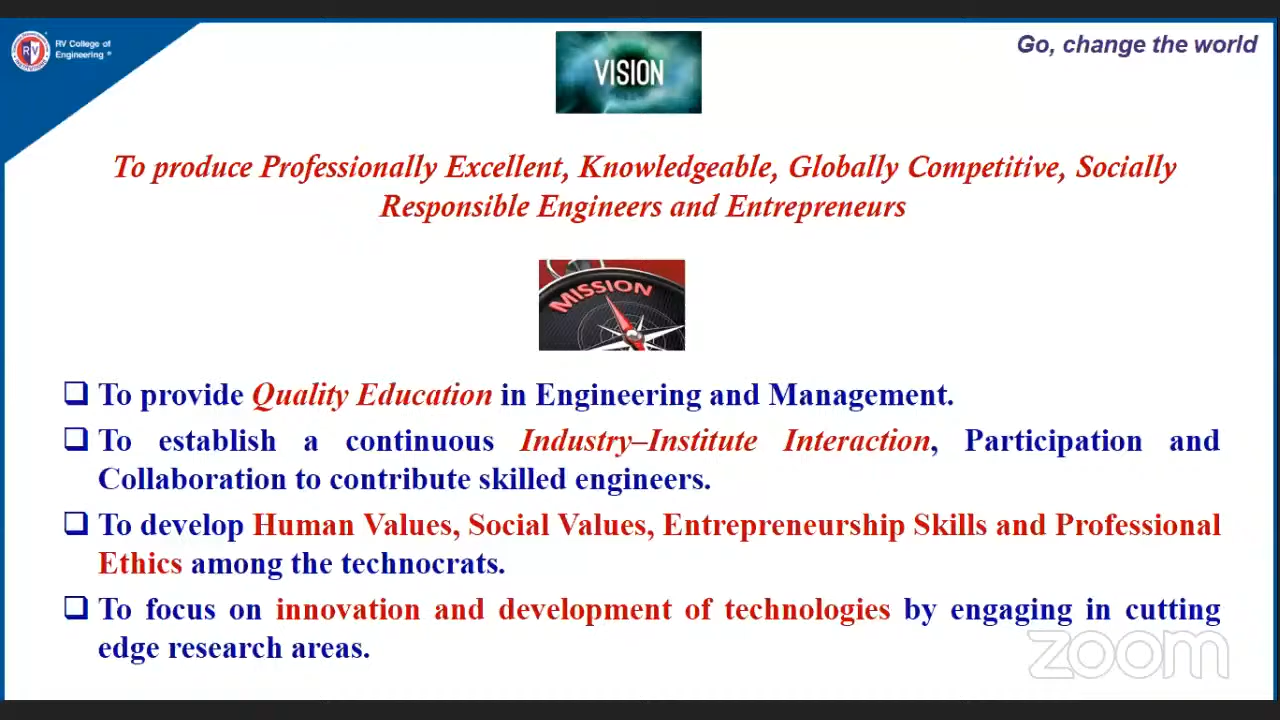 RV College of
Engineering
Go, change the world
VISION
To produce Professionally Excellent, Knowledgeable, Globally Competitive, Socially
Responsible Engineers and Entrepreneurs
MISSION
❑ To provide Quality Education in Engineering and Management.
❑ To establish a continuous Industry–Institute Interaction, Participation and
Collaboration to contribute skilled engineers.
❑ To develop Human Values, Social Values, Entrepreneurship Skills and Professional
Ethics among the technocrats.
❑ To focus on innovation and development of technologies by engaging in cutting
edge research areas.
zoom